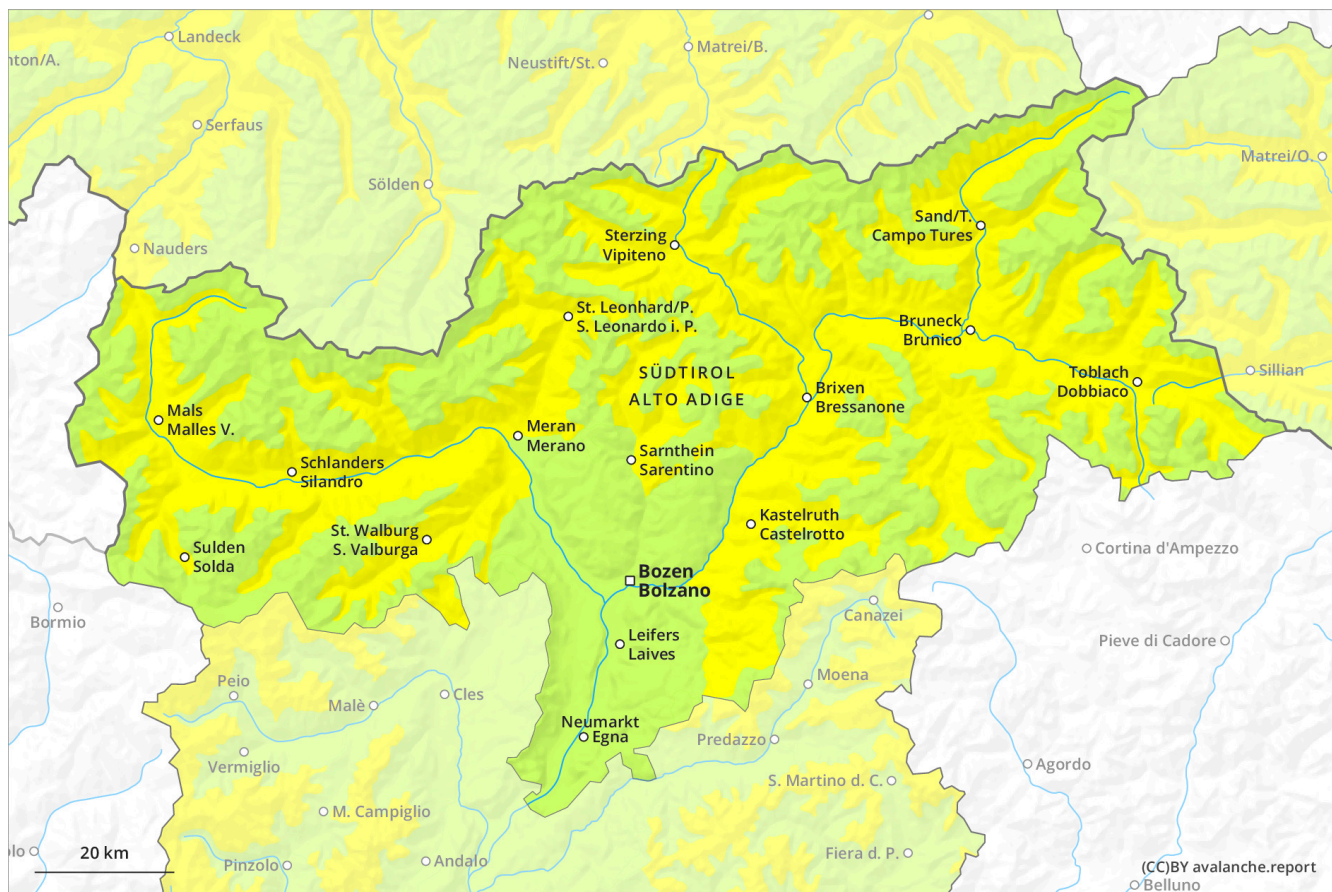 Landeck
nton/A.
Matrei/B.
Neustift/St.
Serfaus
Matrei/O.
Sölden
Sand/T.
Campo Tures
Sterzing
Vipiteno
Nauders
St. Leonhard/P.
S. Leonardo i. P.
Bruneck
Brunico
SÜDTIROL
ALTO ADIGE
Toblach
Dobbiaco
Sillian
Brixen
Bressanone
Mals
Malles V.
Meran
Merano
Sarnthein
Sarentino
Schlanders
Silandro
Kastelruth
Castelrotto
St. Walburg
S. Valburga
Sulden
Solda
Cortina d'Ampezzo
Bozen
Bolzano
Bormio
Canazei
Leifers
Laives
Pieve di Cadore
Moena
Peio
Malè
Cles
Neumarkt
Egna
Predazzo
Vermiglio
Agordo
S. Martino d. C.
M. Campiglio
olo
20 km
Pinzolo
Andalo
Fiera d. P.
(CC)BY avalanche.report
Belluno